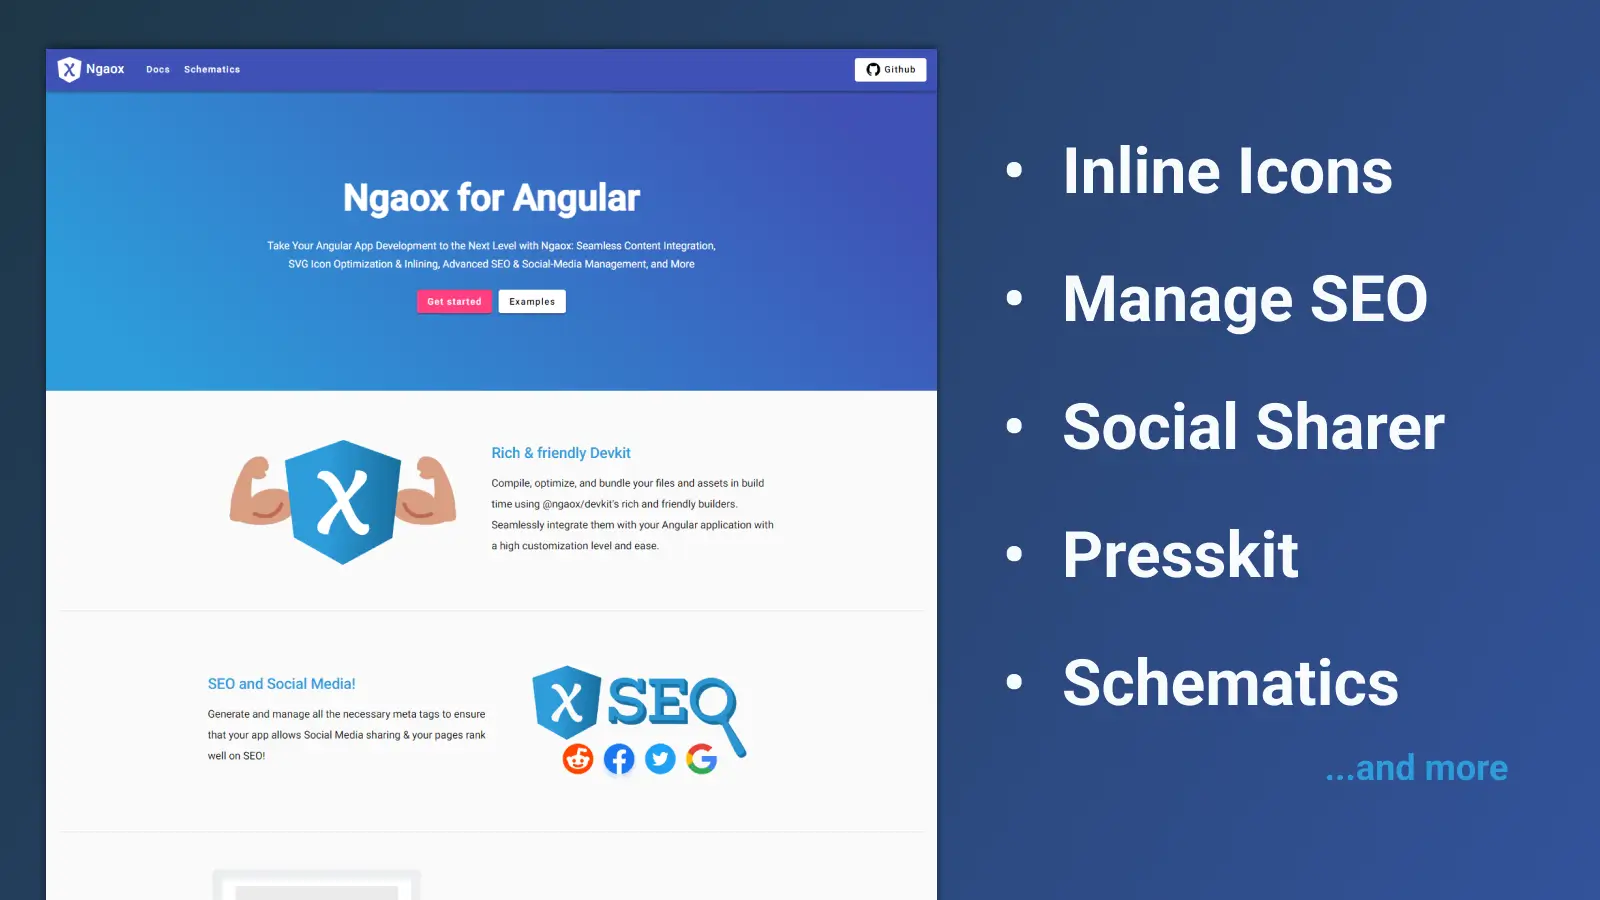 Ngaox Docs Schematics Github
Ngaox for Angular
Take Your Angular App Development to the Next Level with Ngaox: Seamless Content Integration,
SVG Icon Optimization & Inlining, Advanced SEO & Social-Media Management, and More
Get started Examples
Rich & friendly Devkit
Compile, optimize, and bundle your files and assets in build
time using @ngaox/devkit's rich and friendly builders.
Seamlessly integrate them with your Angular application with
a high customization level and ease.
SEO and Social Media!
Generate and manage all the necessary meta tags to ensure
that your app allows Social Media sharing & your pages rank
well on SEO!
SEO
• Inline Icons
• Manage SEO
• Social Sharer
• Presskit
• Schematics
...and more